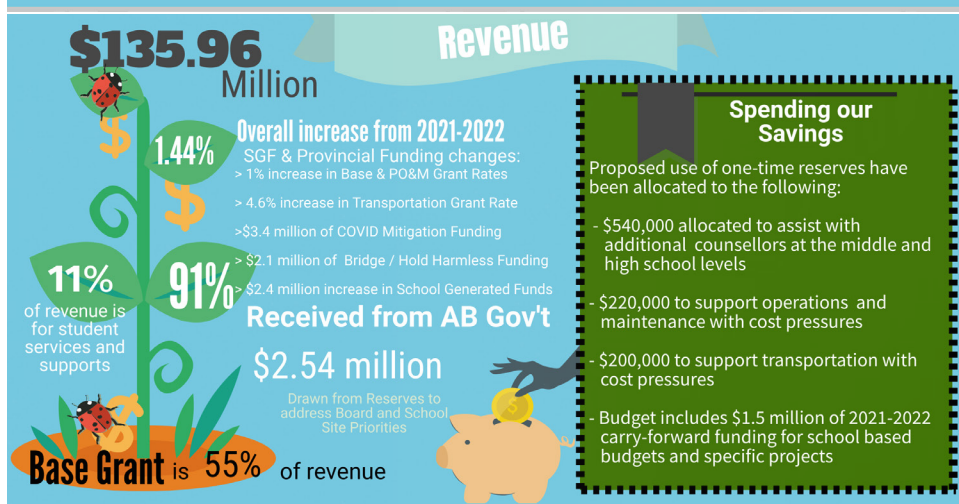 $135.96
Million
Revenue
1.44%
Overall increase from 2021-2022
SGF & Provincial Funding changes:
> 1% increase in Base & PO&M Grant Rates
> 4.6% increase in Transportation Grant Rate
>$3.4 million of COVID Mitigation Funding
> $2.1 million of Bridge / Hold Harmless Funding
> $2.4 million increase in School Generated Funds
91%
Received from AB Gov't
11%
of revenue is
for student
services and
supports
$2.54 million
Drawn from Reserves to
address Board and School
Site Priorities
Base Grant is 55% of revenue
Spending our
Savings
Proposed use of one-time reserves have
been allocated to the following:
- $540,000 allocated to assist with
additional counsellors at the middle and
high school levels
- $220,000 to support operations and
maintenance with cost pressures
- $200,000 to support transportation with
cost pressures
- Budget includes $1.5 million of 2021-2022
carry-forward funding for school based
budgets and specific projects